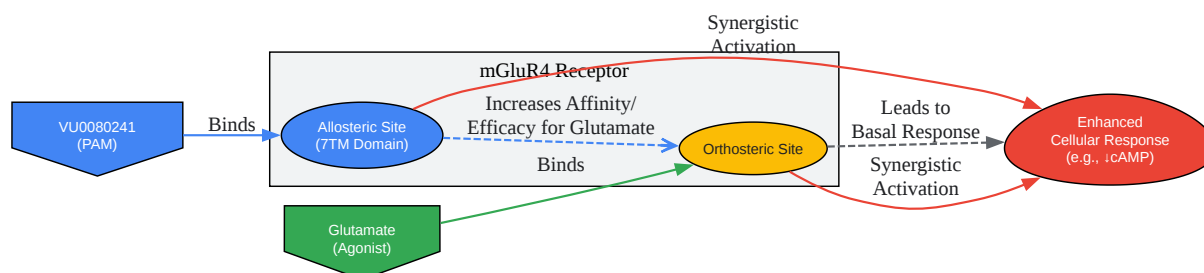 Synergistic
Activation
mGluR4 Receptor
VU0080241
(PAM)
Binds
Allosteric Site
(7TM Domain)
Increases Affinity/
Efficacy for Glutamate
Binds
Orthosteric Site
Leads to
Basal Response
Synergistic
Activation
Enhanced
Cellular Response
(e.g., ↓cAMP)
Glutamate
(Agonist)